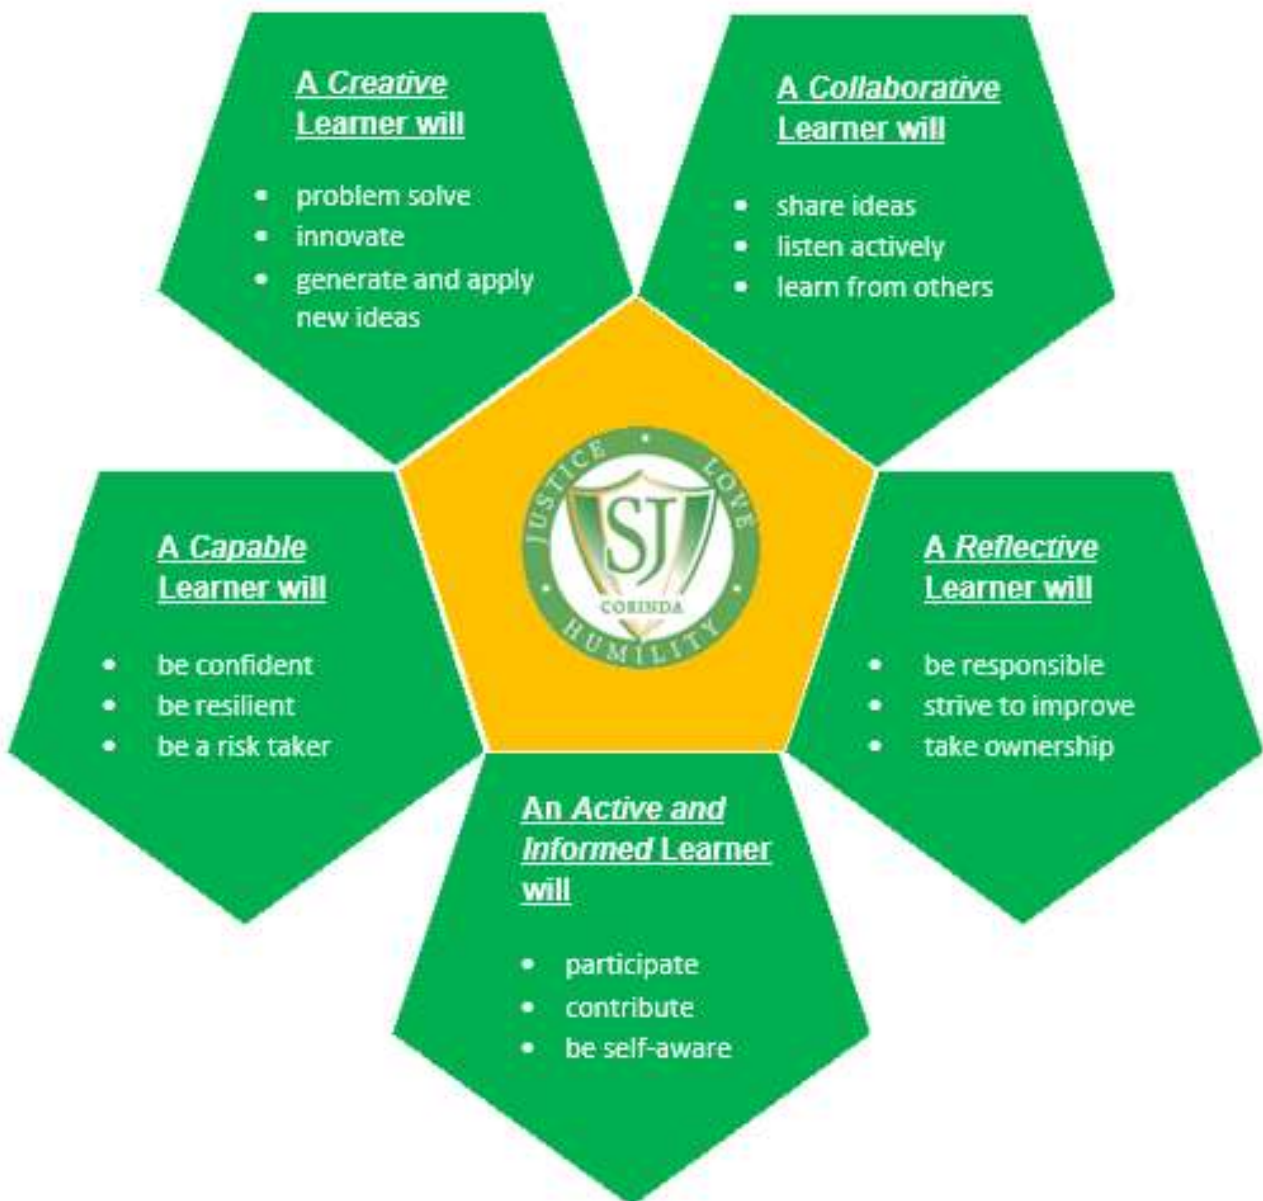 A Creative
Learner will
• problem solve
• innovate
• generate and apply
new ideas
A Collaborative
Learner will
• share ideas
• listen actively
• learn from others
JUSTICE • LOVE • HUMILITY •
SJ
CORINDA
A Capable
Learner will
• be confident
• be resilient
• be a risk taker
A Reflective
Learner will
• be responsible
• strive to improve
• take ownership
An Active and
Informed Learner
will
• participate
• contribute
• be self-aware